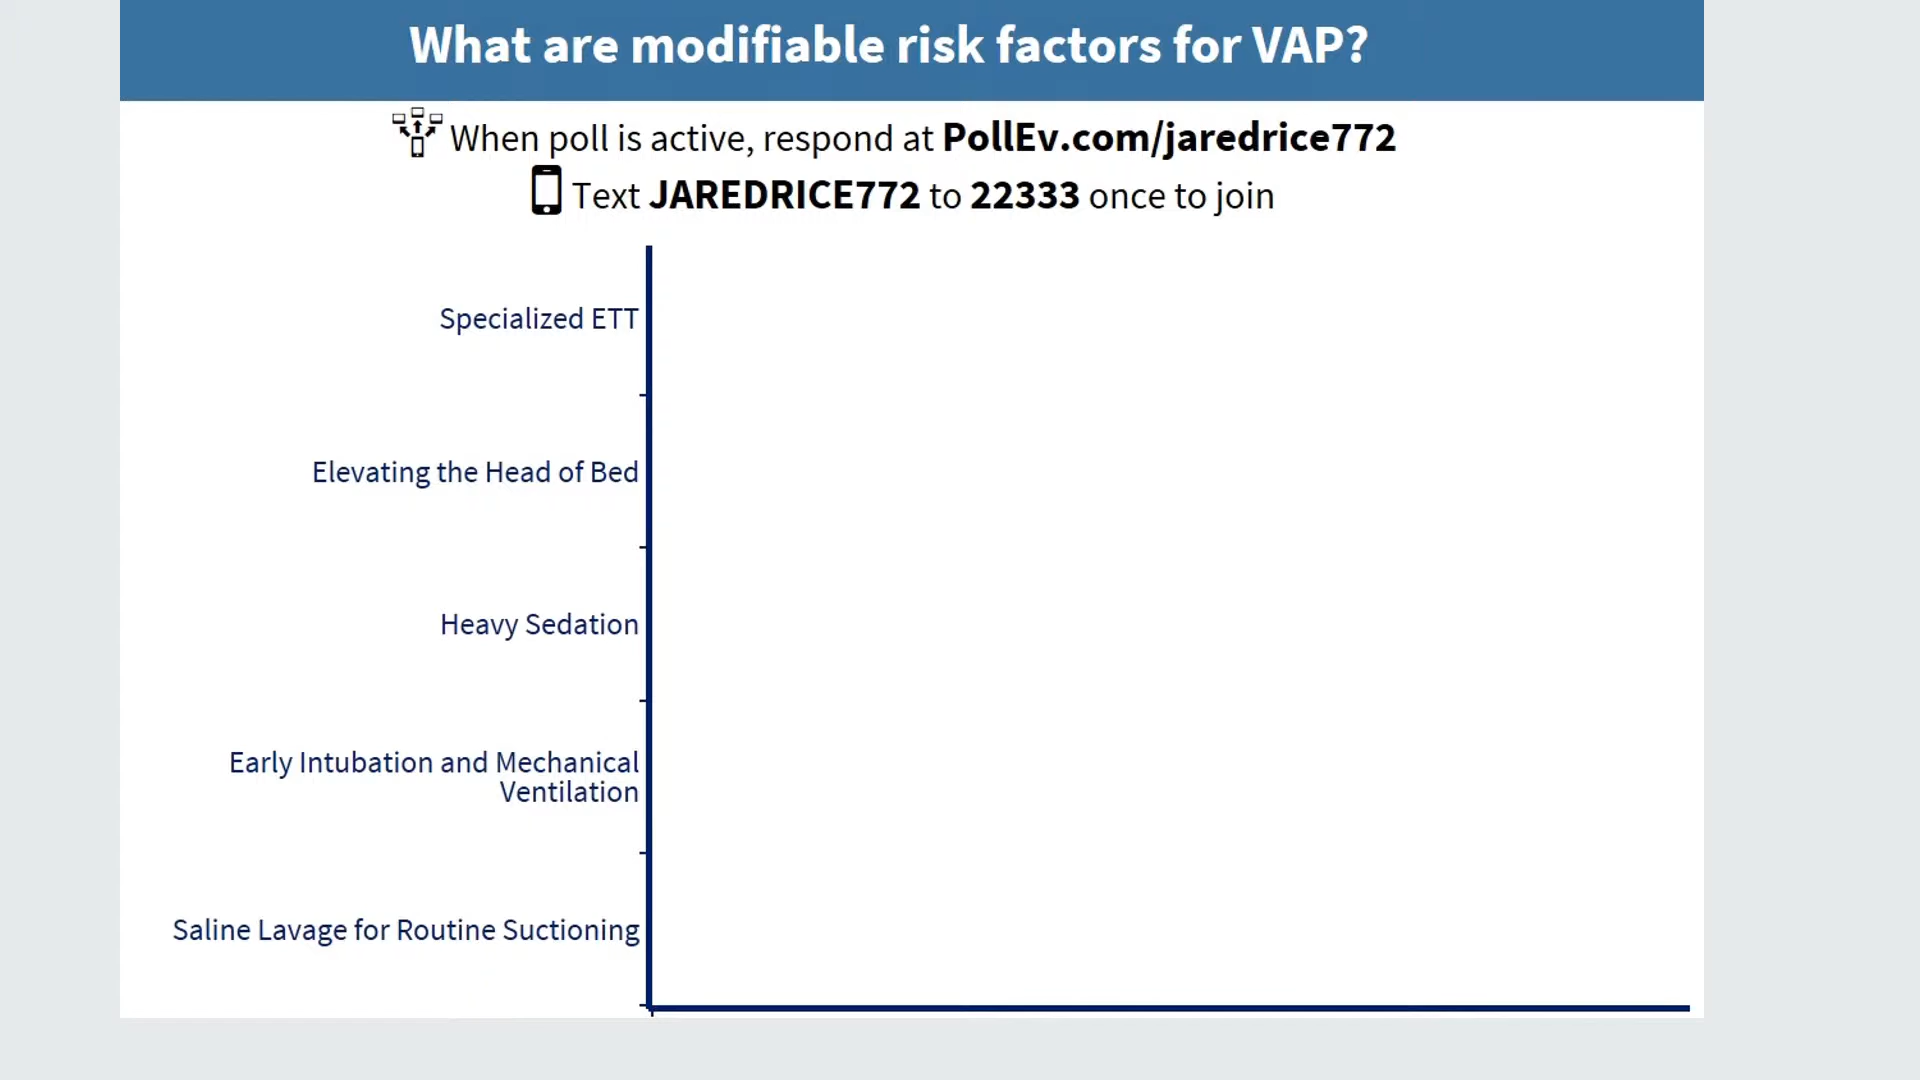 What are modifiable risk factors for VAP?
When poll is active, respond at PollEv.com/jaredrice772
Text JAREDRICE772 to 22333 once to join
Specialized ETT
Elevating the Head of Bed
Heavy Sedation
Early Intubation and Mechanical
Ventilation
Saline Lavage for Routine Suctioning